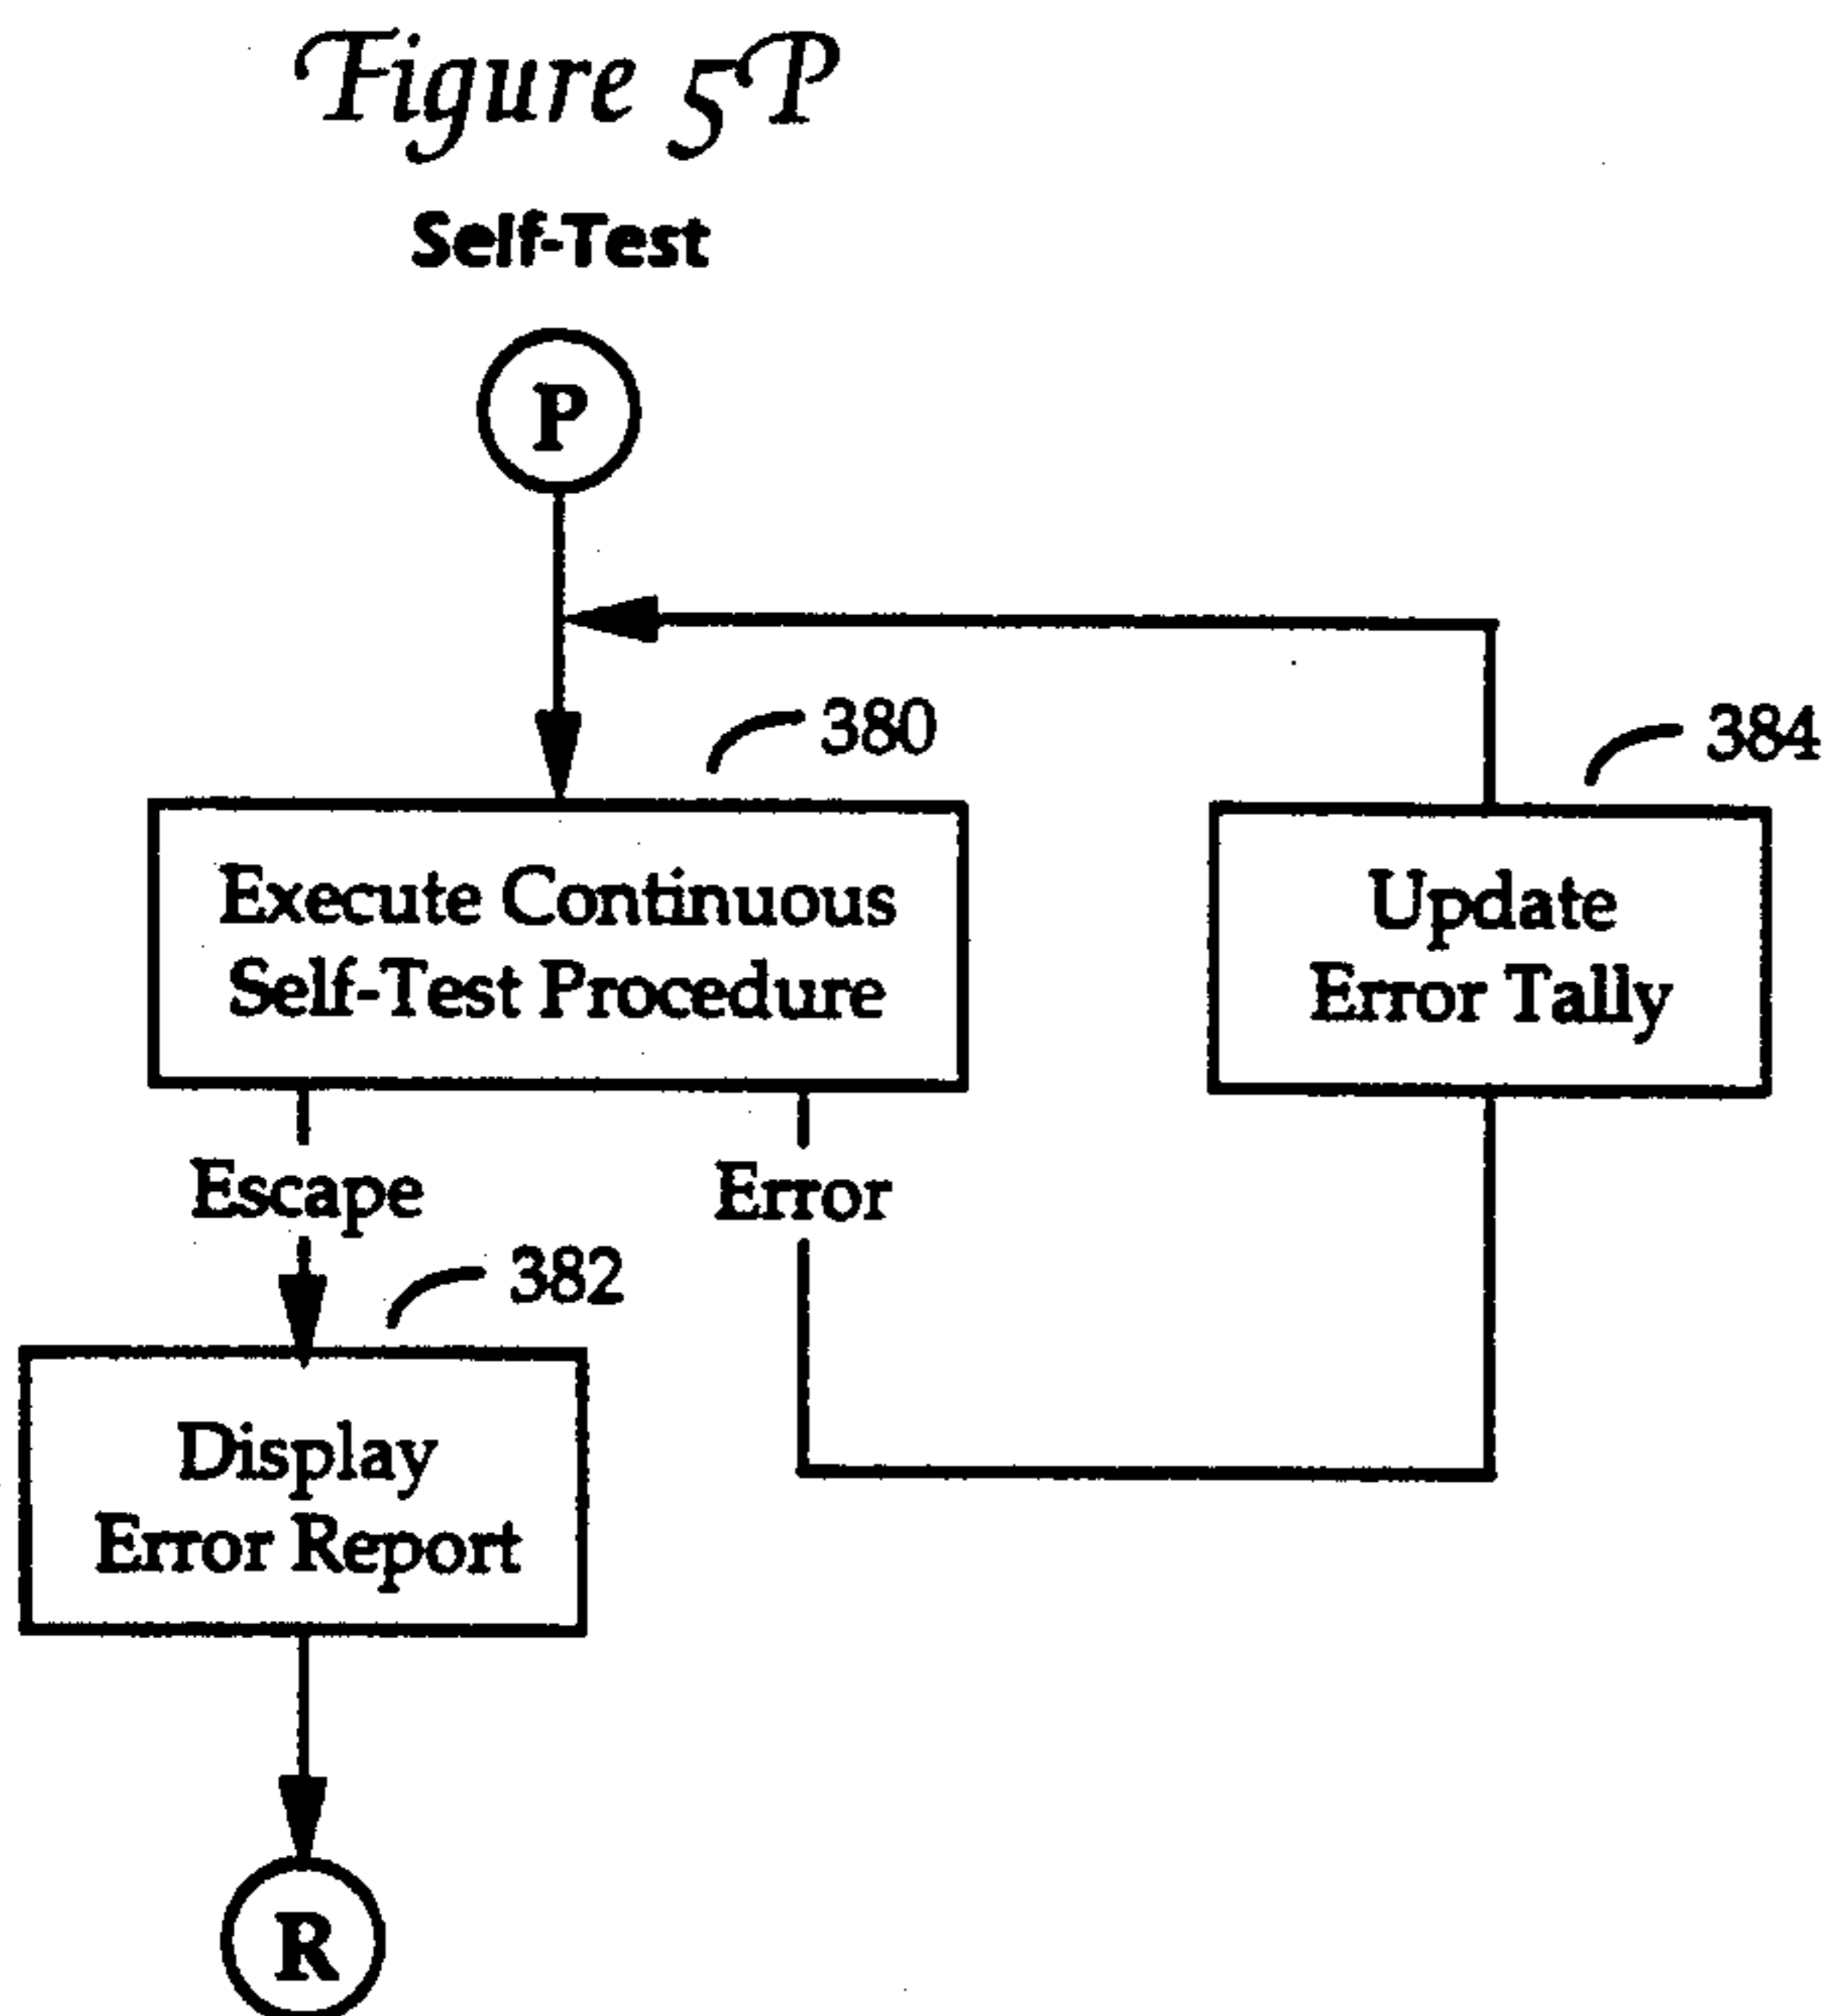 Figure 5P
Self-Test
P
380
384
Execute Continuous
Self-Test Procedure
Update
Error Tally
Escape
Error
382
Display
Error Report
R